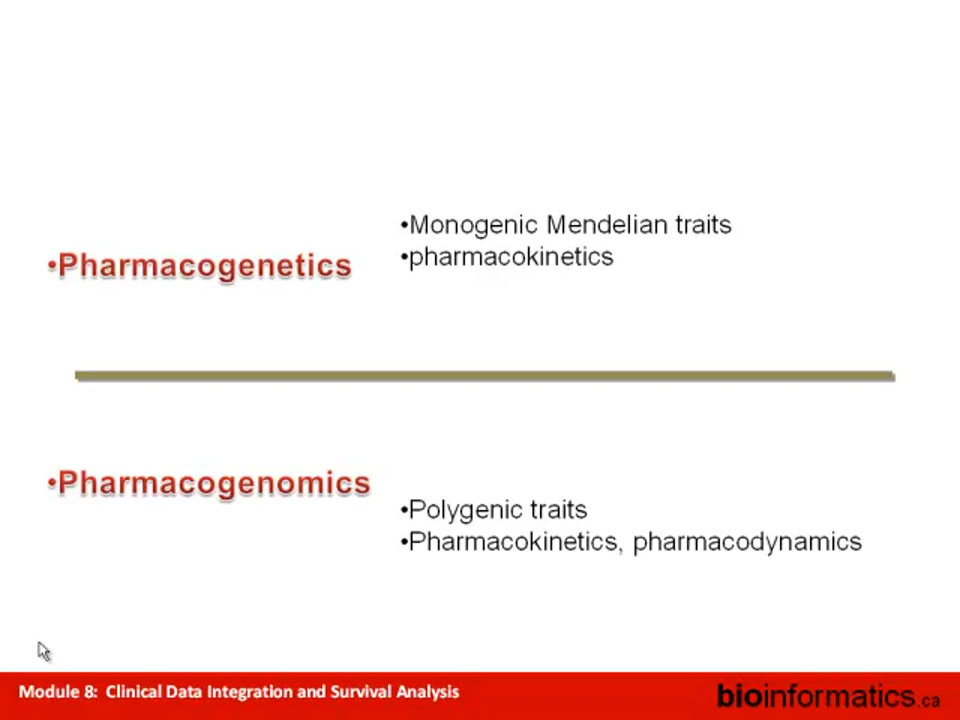 •Pharmacogenetics
•Monogenic Mendelian traits
•pharmacokinetics
•Pharmacogenomics
•Polygenic traits
•Pharmacokinetics, pharmacodynamics
Module 8: Clinical Data Integration and Survival Analysis
bioinformatics.ca